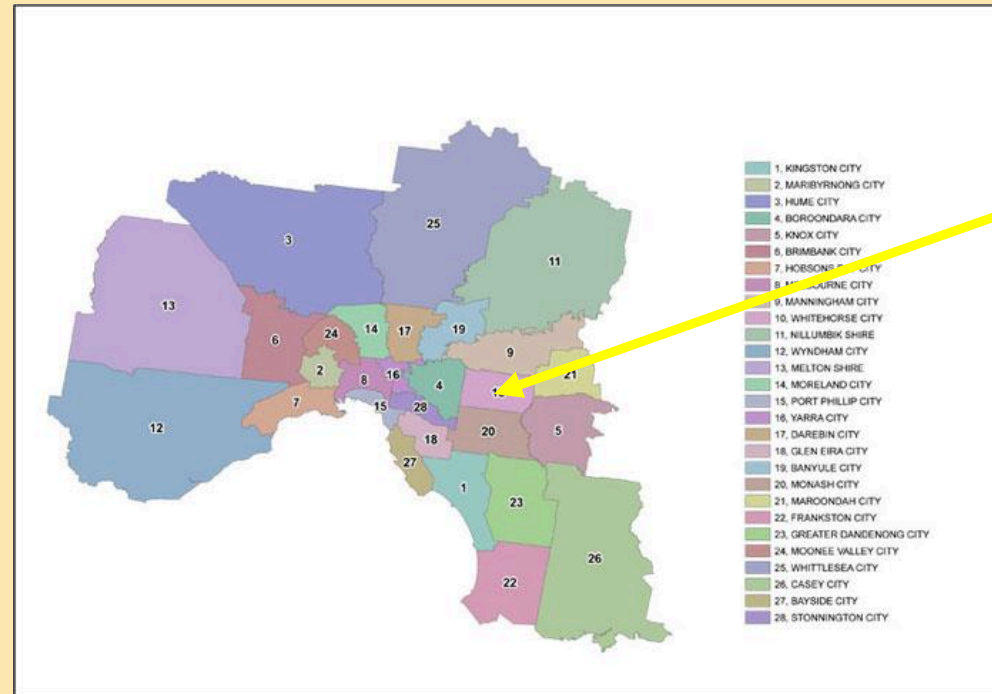 25
3
11
13
14
17
19
24
6
9
2
16
8
4
21
15
28
7
12
18
20
5
27
1
23
26
22
1, KINGSTON CITY
2, MARIBYRNONG CITY
3, HUME CITY
4, BOROONDARA CITY
5, KNOX CITY
6, BRIMBANK CITY
7, HOBSONS CITY
8, MELBOURNE CITY
9, MANNINGHAM CITY
10, WHITEHORSE CITY
11, NILLUMBIK SHIRE
12, WYNDHAM CITY
13, MELTON SHIRE
14, MORELAND CITY
15, PORT PHILLIP CITY
16, YARRA CITY
17, DAREBIN CITY
18, GLEN EIRA CITY
19, BANYULE CITY
20, MONASH CITY
21, MAROONDAH CITY
22, FRANKSTON CITY
23, GREATER DANDENONG CITY
24, MOONEE VALLEY CITY
25, WHITTLESEA CITY
26, CASEY CITY
27, BAYSIDE CITY
28, STONNINGTON CITY